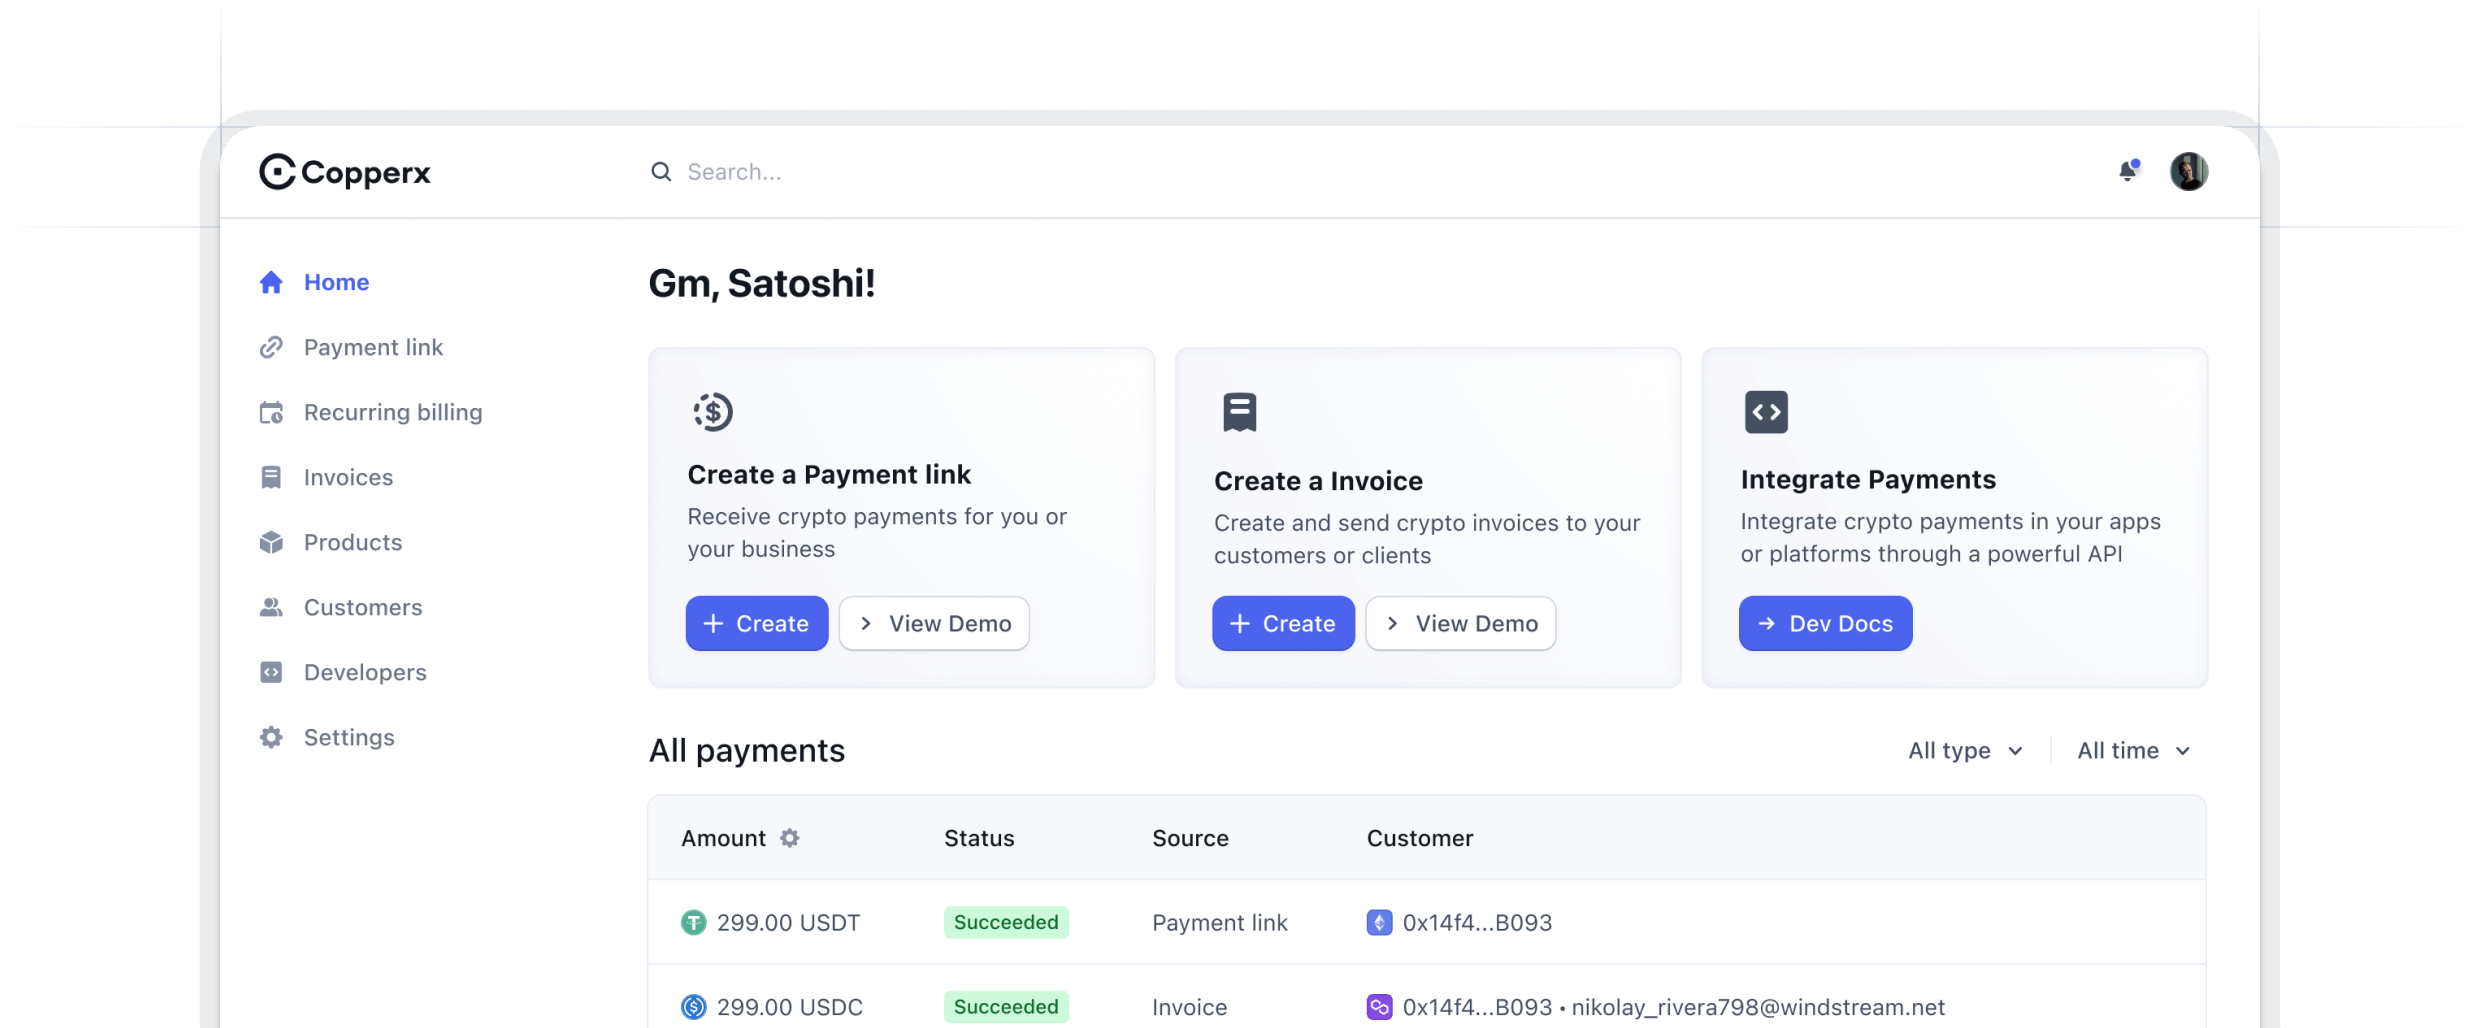 Copperx
Search...
Home
Payment link
Recurring billing
Invoices
Products
Customers
Developers
Settings
Gm, Satoshi!
Create a Payment link
Receive crypto payments for you or
your business
+ Create
View Demo
Create a Invoice
Create and send crypto invoices to your
customers or clients
+ Create
View Demo
Integrate Payments
Integrate crypto payments in your apps
or platforms through a powerful API
→ Dev Docs
All payments
All type
All time
Amount Status Source Customer
299.00 USDT Succeeded Payment link 0x14f4...B093
299.00 USDC Succeeded Invoice 0x14f4...B093 • nikolay_rivera798@windstream.net